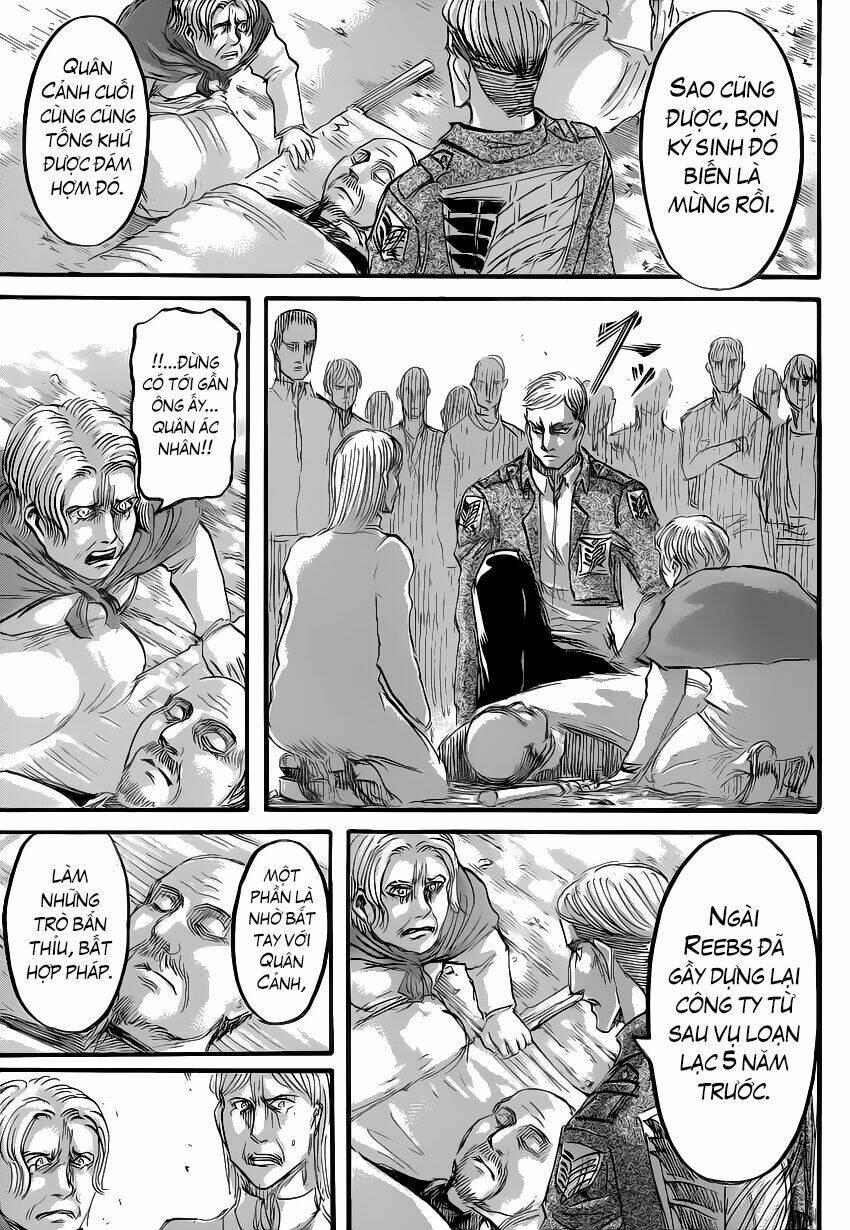 SAO CŨNG
ĐƯỢC, BỌN
KÝ SINH ĐÓ
BIẾN LÀ
MỪNG RỒI.
QUÂN
CẢNH CUỐI
CÙNG CŨNG
TỐNG KHỨ
ĐƯỢC ĐÁM
HỢM ĐÓ.
!!...ĐỪNG
CÓ TỚI GẦN
ÔNG ẤY...
QUÂN ÁC
NHÂN!!
NGÀI
REEBS ĐÃ
GẦY DỰNG LẠI
CÔNG TY TỪ
SAU VỤ LOẠN
LẠC 5 NĂM
TRƯỚC.
MỘT
PHẦN LÀ
NHỜ BẮT
TAY VỚI
QUÂN CẢNH,
LÀM
NHỮNG
TRÒ BẨN
THỈU, BẤT
HỢP PHÁP.